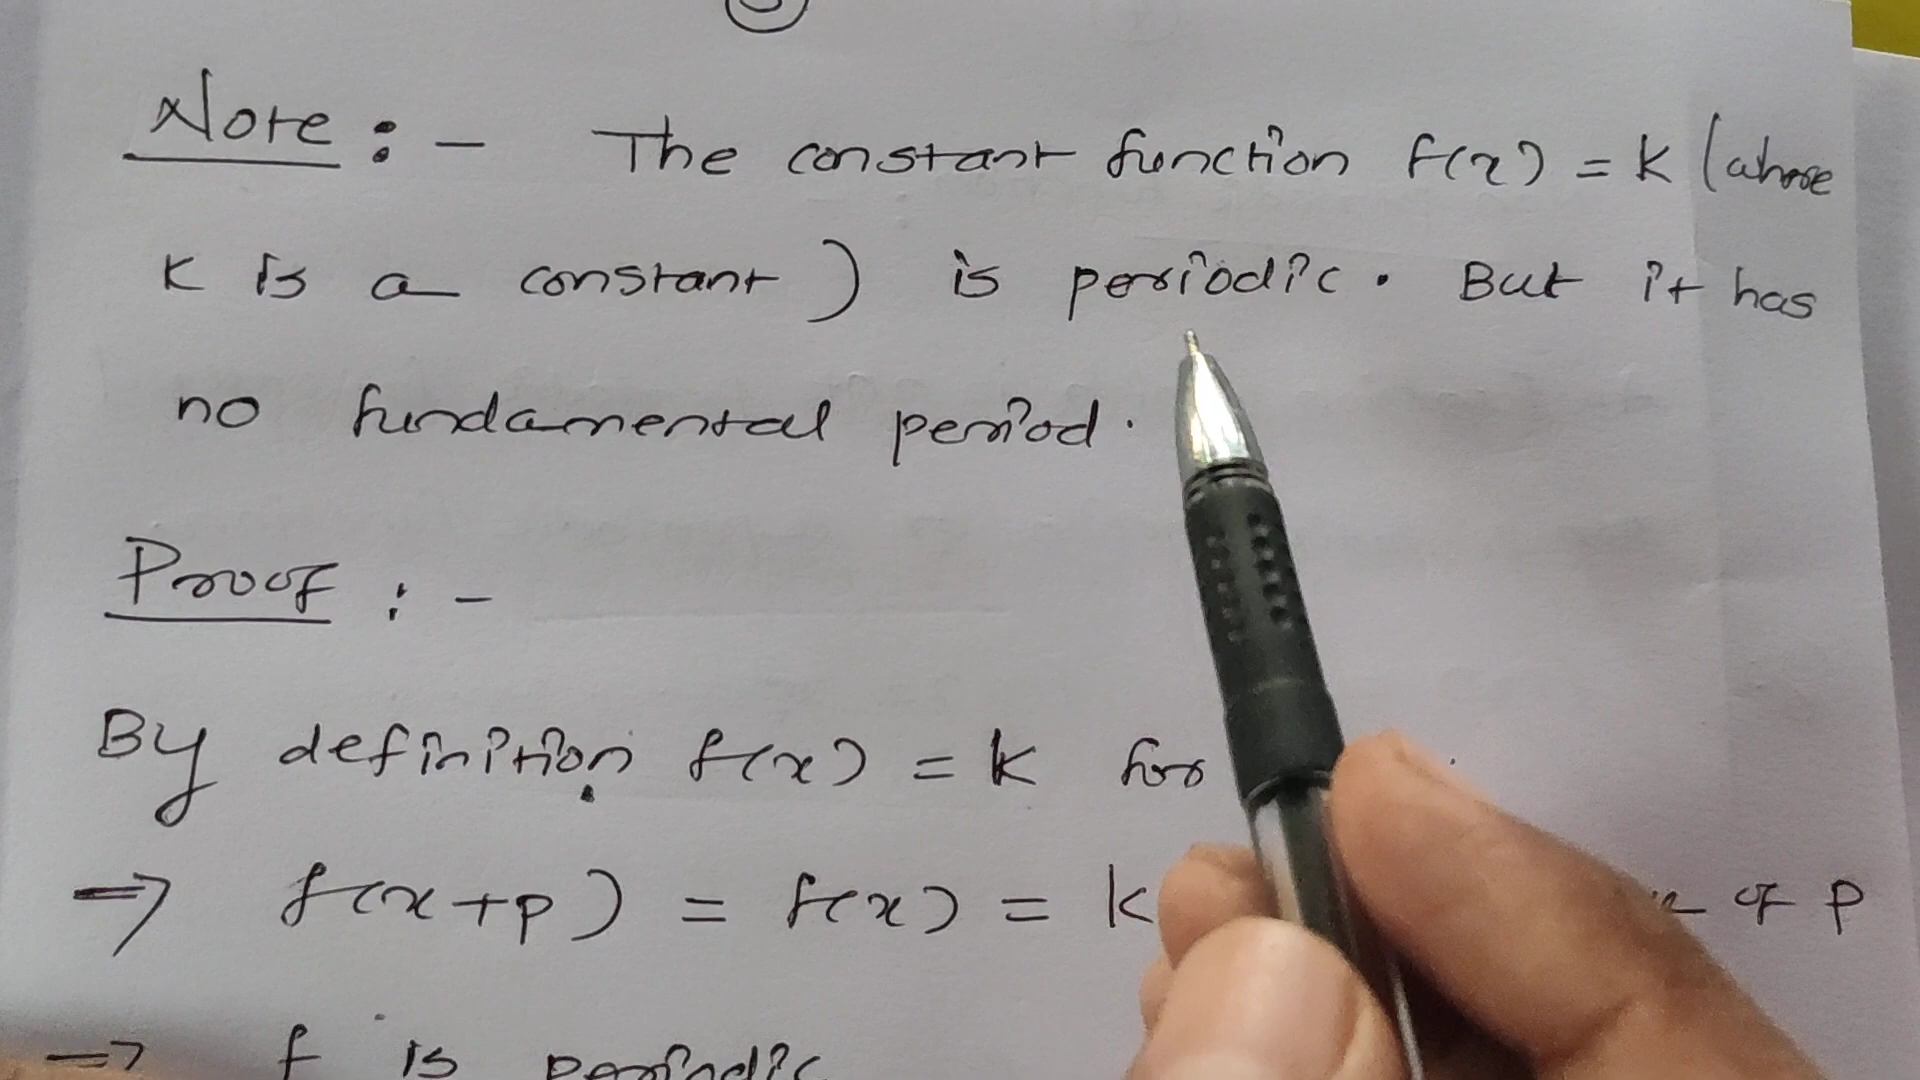 Note :- The constant function f(x) = k (where
k is a constant) is periodic. But it has
no fundamental period.
Proof :-
By definition f(x) = k for
=> f(x+p) = f(x) = k of p
=> f is periodic